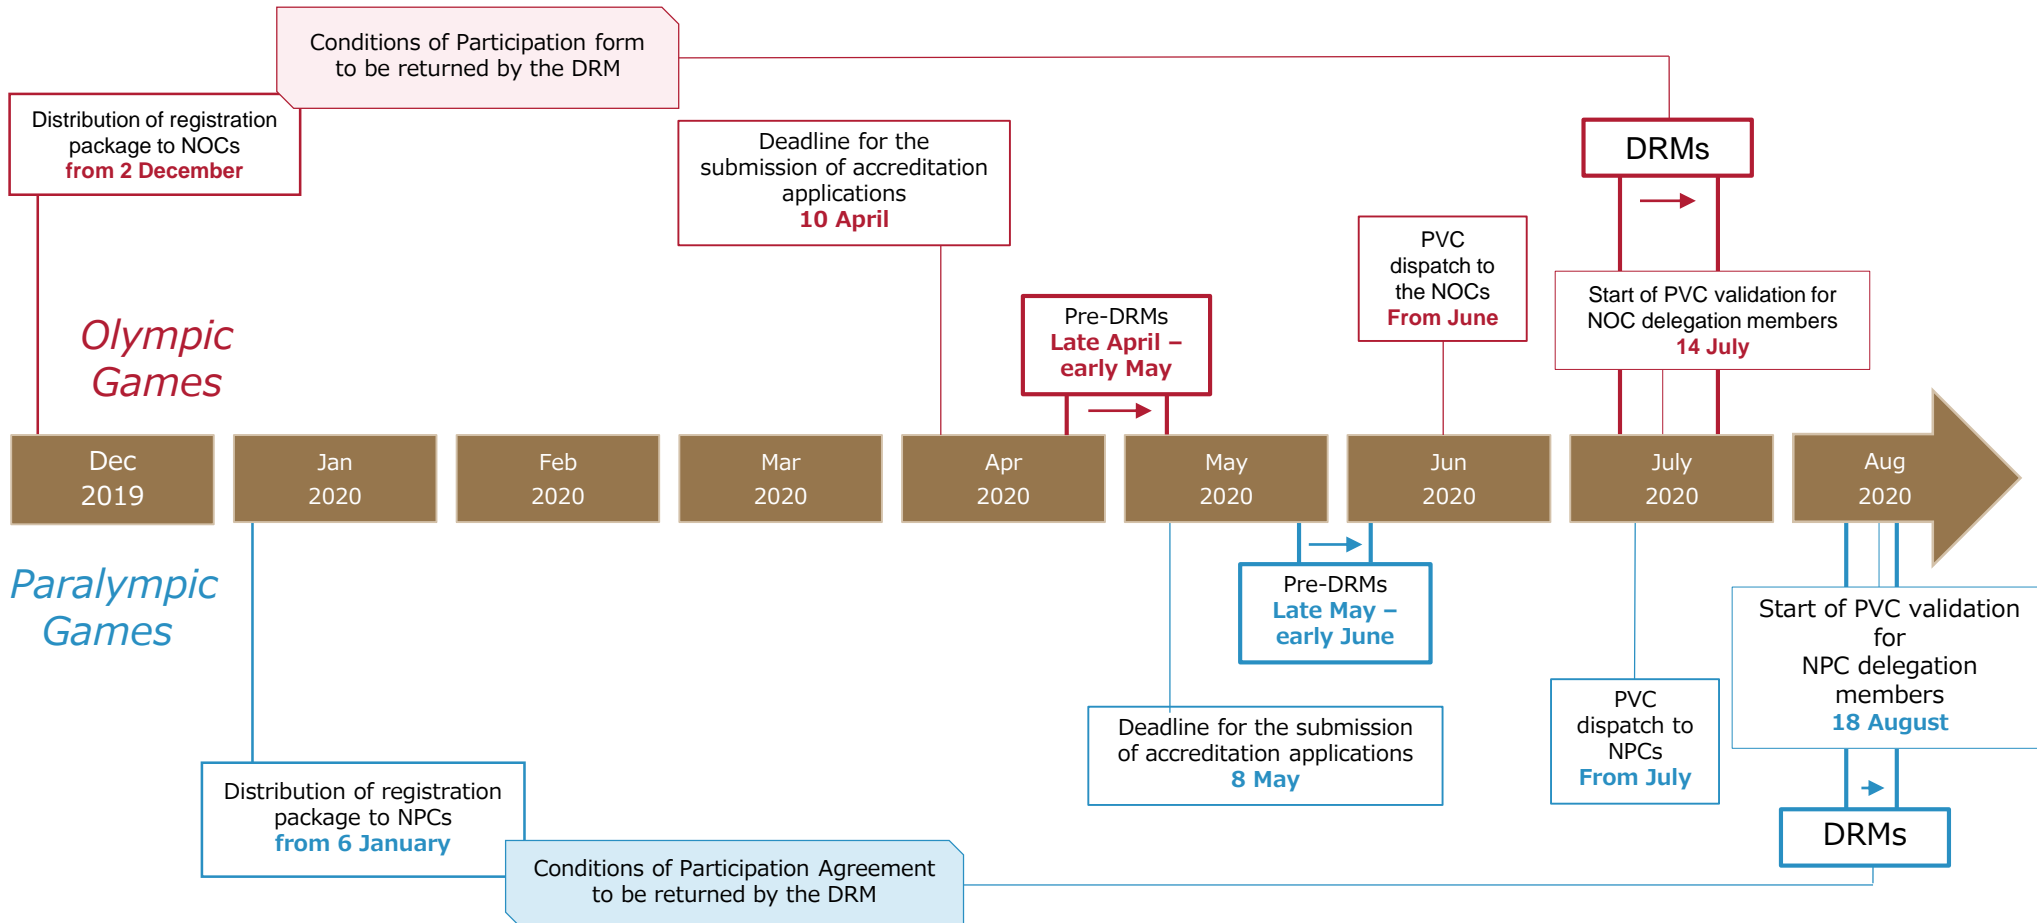 Conditions of Participation form
to be returned by the DRM
Distribution of registration
package to NOCs
from 2 December
Deadline for the
submission of accreditation
applications
10 April
DRMs
PVC
dispatch to
the NOCs
From June
Start of PVC validation for
NOC delegation members
14 July
Pre-DRMs
Late April –
early May
Olympic
Games
Dec
2019
Jan
2020
Feb
2020
Mar
2020
Apr
2020
May
2020
Jun
2020
July
2020
Aug
2020
Paralympic
Games
Pre-DRMs
Late May –
early June
Start of PVC validation
for
NPC delegation
members
18 August
PVC
dispatch to
NPCs
From July
Deadline for the submission
of accreditation applications
8 May
Distribution of registration
package to NPCs
from 6 January
DRMs
Conditions of Participation Agreement
to be returned by the DRM